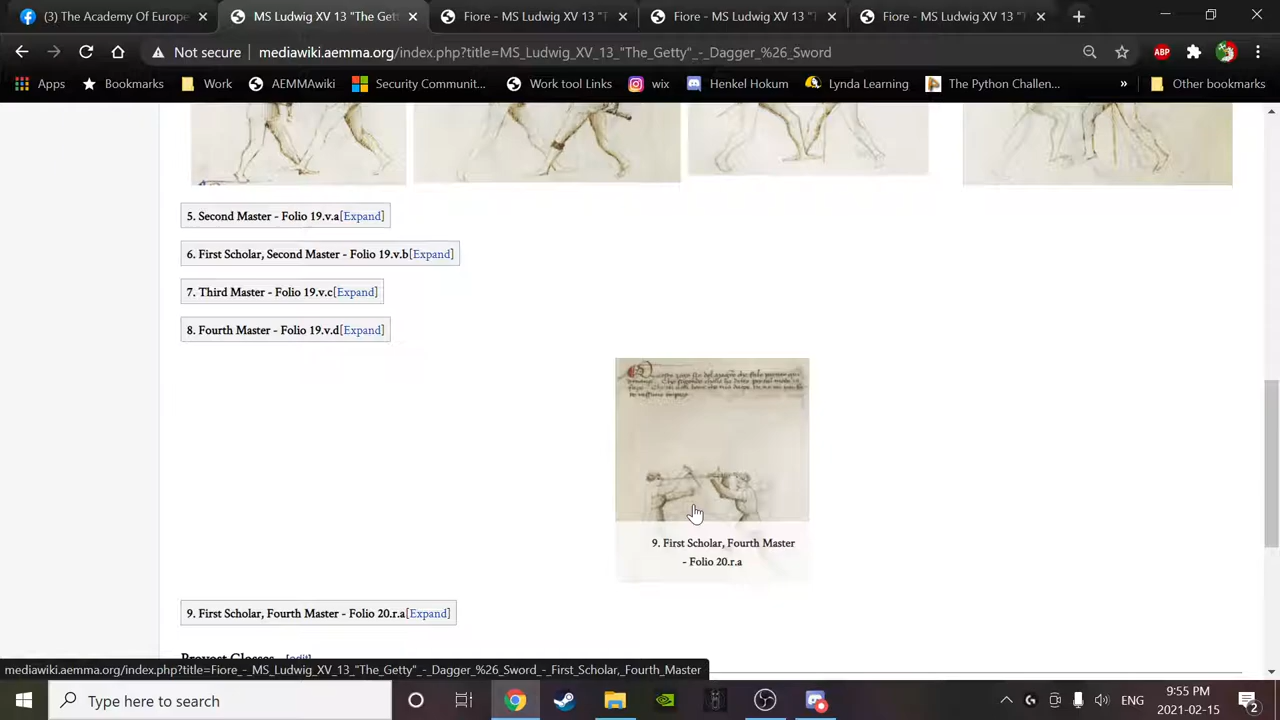 (3) The Academy Of Europe
MS Ludwig XV 13 "The Get
Fiore - MS Ludwig XV 13 "T
Fiore - MS Ludwig XV 13 "T
Fiore - MS Ludwig XV 13 "T
Not secure
mediawiki.aemma.org/index.php?title=MS_Ludwig_XV_13_"The_Getty"_-_Dagger_%26_Sword
ABP
Apps
Bookmarks
Work
AEMMAwiki
Security Communit...
Work tool Links
wix
Henkel Hokum
Lynda Learning
The Python Challen...
»
Other bookmarks
5. Second Master - Folio 19.v.a[Expand]
6. First Scholar, Second Master - Folio 19.v.b[Expand]
7. Third Master - Folio 19.v.c[Expand]
8. Fourth Master - Folio 19.v.d[Expand]
9. First Scholar, Fourth Master
- Folio 20.r.a
9. First Scholar, Fourth Master - Folio 20.r.a[Expand]
Provost Glosses [edit]
mediawiki.aemma.org/index.php?title=Fiore_-_MS_Ludwig_XV_13_"The_Getty"_-_Dagger_%26_Sword_-_First_Scholar,_Fourth_Master
Type here to search
ENG
9:55 PM
2021-02-15
2